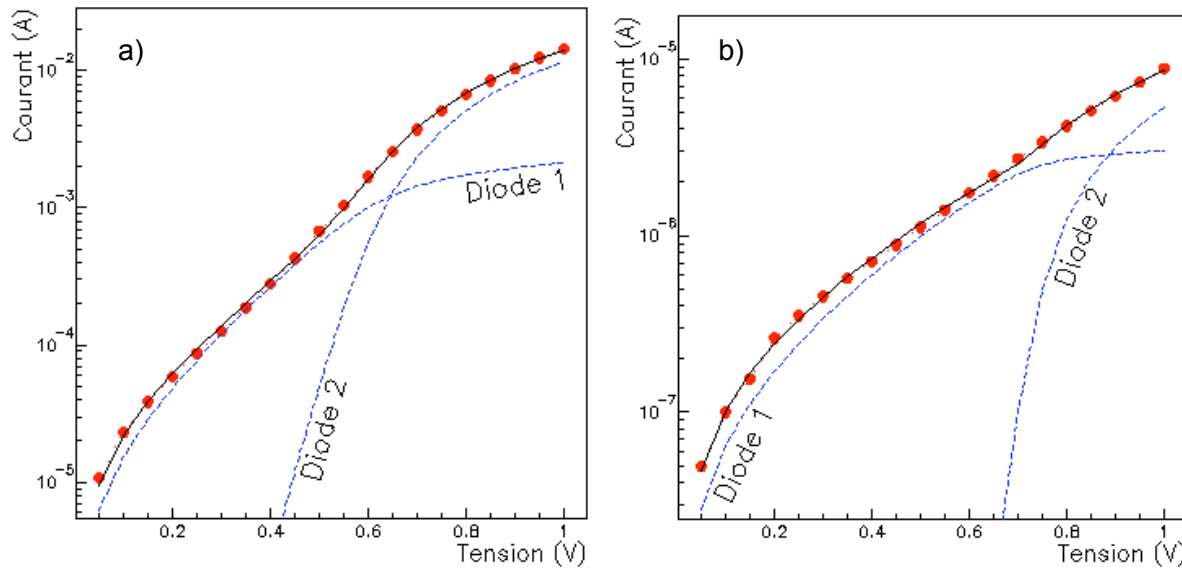 a)
Courant (A)
10⁻²
10⁻³
10⁻⁴
10⁻⁵
Diode 1
Diode 2
0.2 0.4 0.6 0.8 1
Tension (V)
b)
Courant (A)
10⁻⁵
10⁻⁶
10⁻⁷
Diode 1
Diode 2
0.2 0.4 0.6 0.8 1
Tension (V)